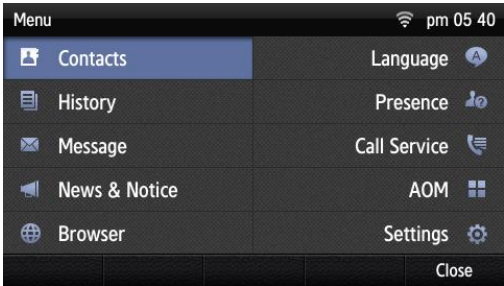 Menu pm 05 40
Contacts Language
History Presence
Message Call Service
News & Notice AOM
Browser Settings
Close